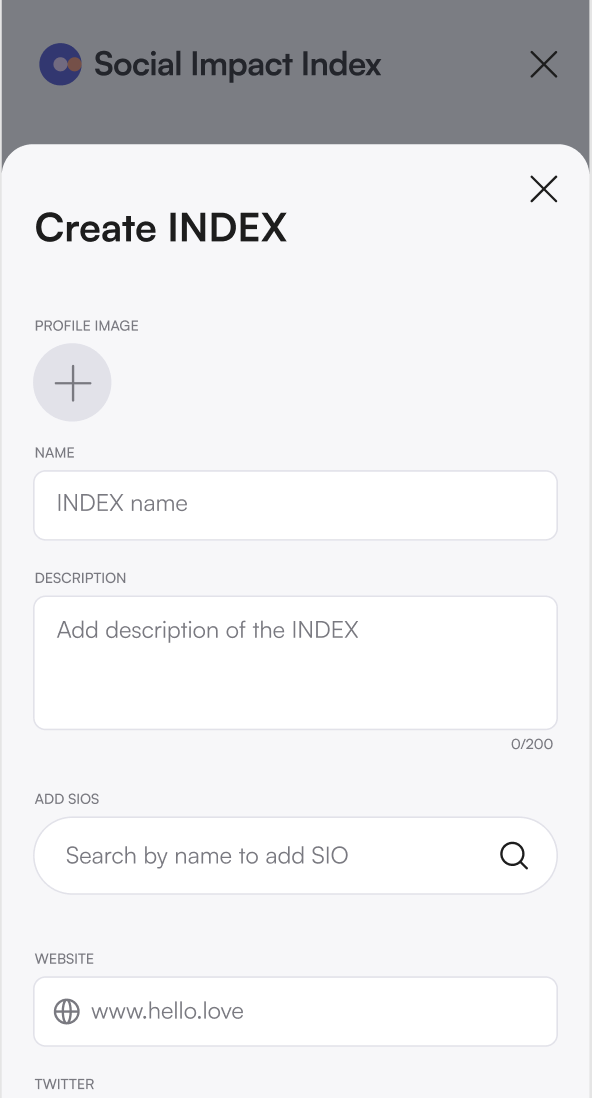 Social Impact Index
Create INDEX
PROFILE IMAGE
NAME
INDEX name
DESCRIPTION
Add description of the INDEX
0/200
ADD SIOS
Search by name to add SIO
WEBSITE
www.hello.love
TWITTER